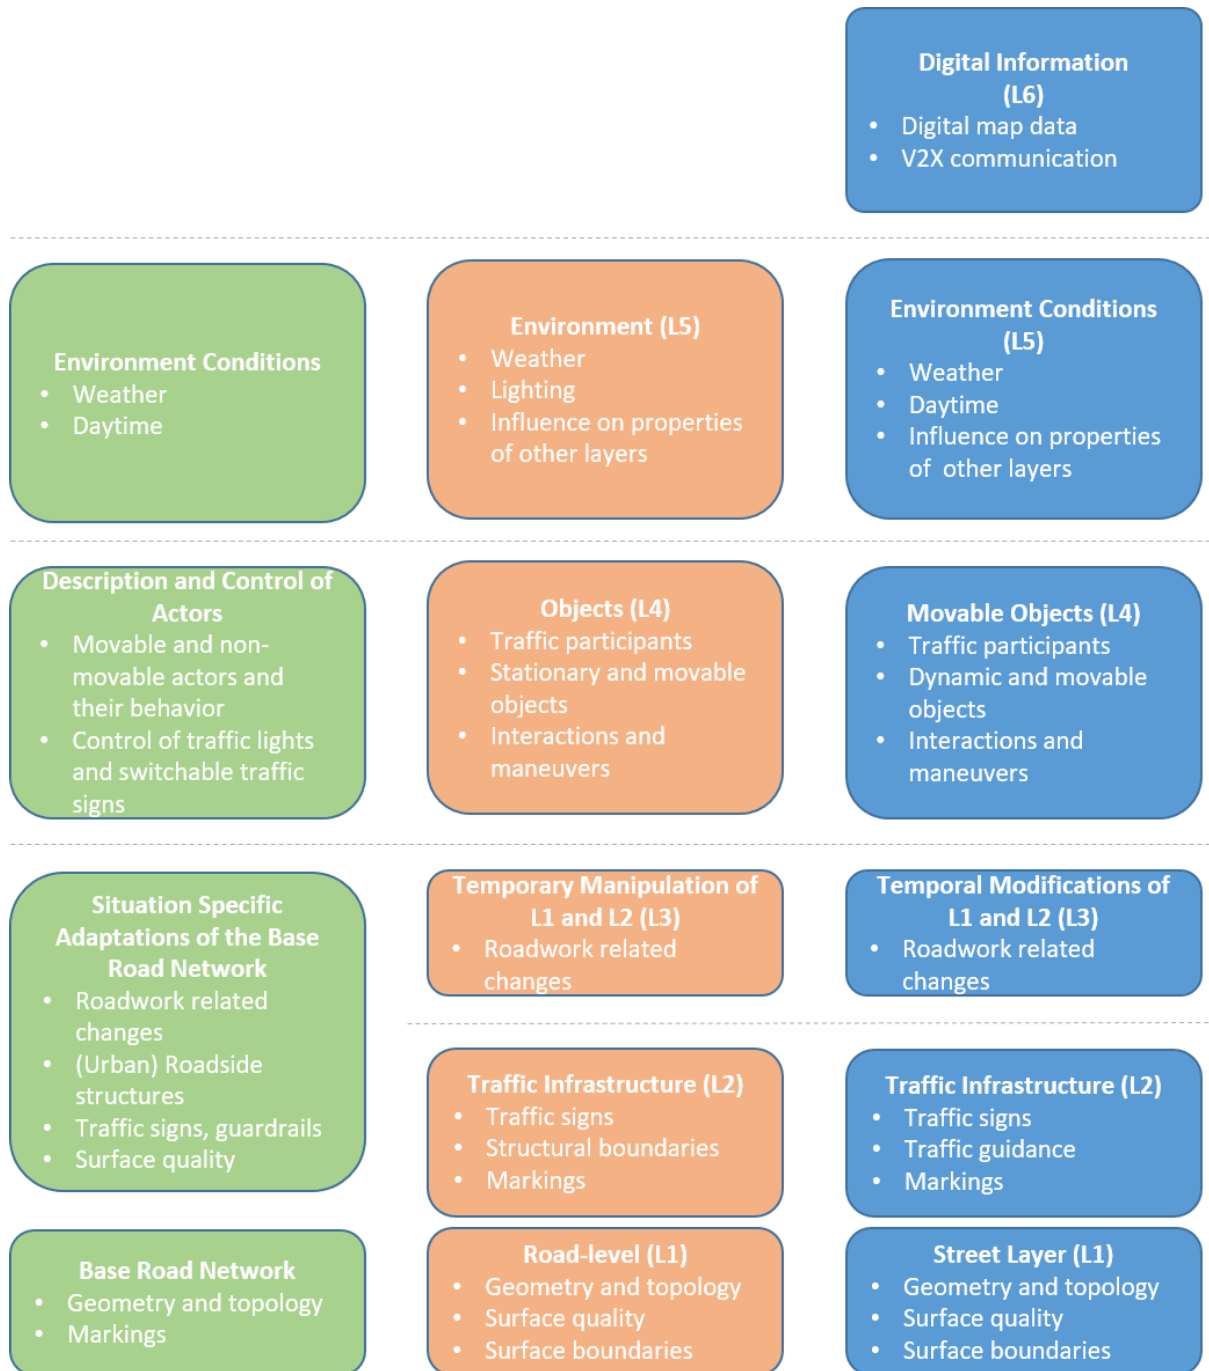 Digital Information
(L6)
• Digital map data
• V2X communication
Environment Conditions
• Weather
• Daytime
Environment (L5)
• Weather
• Lighting
• Influence on properties
of other layers
Environment Conditions
(L5)
• Weather
• Daytime
• Influence on properties
of other layers
Description and Control of
Actors
• Movable and non-
movable actors and
their behavior
• Control of traffic lights
and switchable traffic
signs
Objects (L4)
• Traffic participants
• Stationary and movable
objects
• Interactions and
maneuvers
Movable Objects (L4)
• Traffic participants
• Dynamic and movable
objects
• Interactions and
maneuvers
Situation Specific
Adaptations of the Base
Road Network
• Roadwork related
changes
• (Urban) Roadside
structures
• Traffic signs, guardrails
• Surface quality
Temporary Manipulation of
L1 and L2 (L3)
• Roadwork related
changes
Temporal Modifications of
L1 and L2 (L3)
• Roadwork related
changes
Traffic Infrastructure (L2)
• Traffic signs
• Structural boundaries
• Markings
Traffic Infrastructure (L2)
• Traffic signs
• Traffic guidance
• Markings
Base Road Network
• Geometry and topology
• Markings
Road-level (L1)
• Geometry and topology
• Surface quality
• Surface boundaries
Street Layer (L1)
• Geometry and topology
• Surface quality
• Surface boundaries